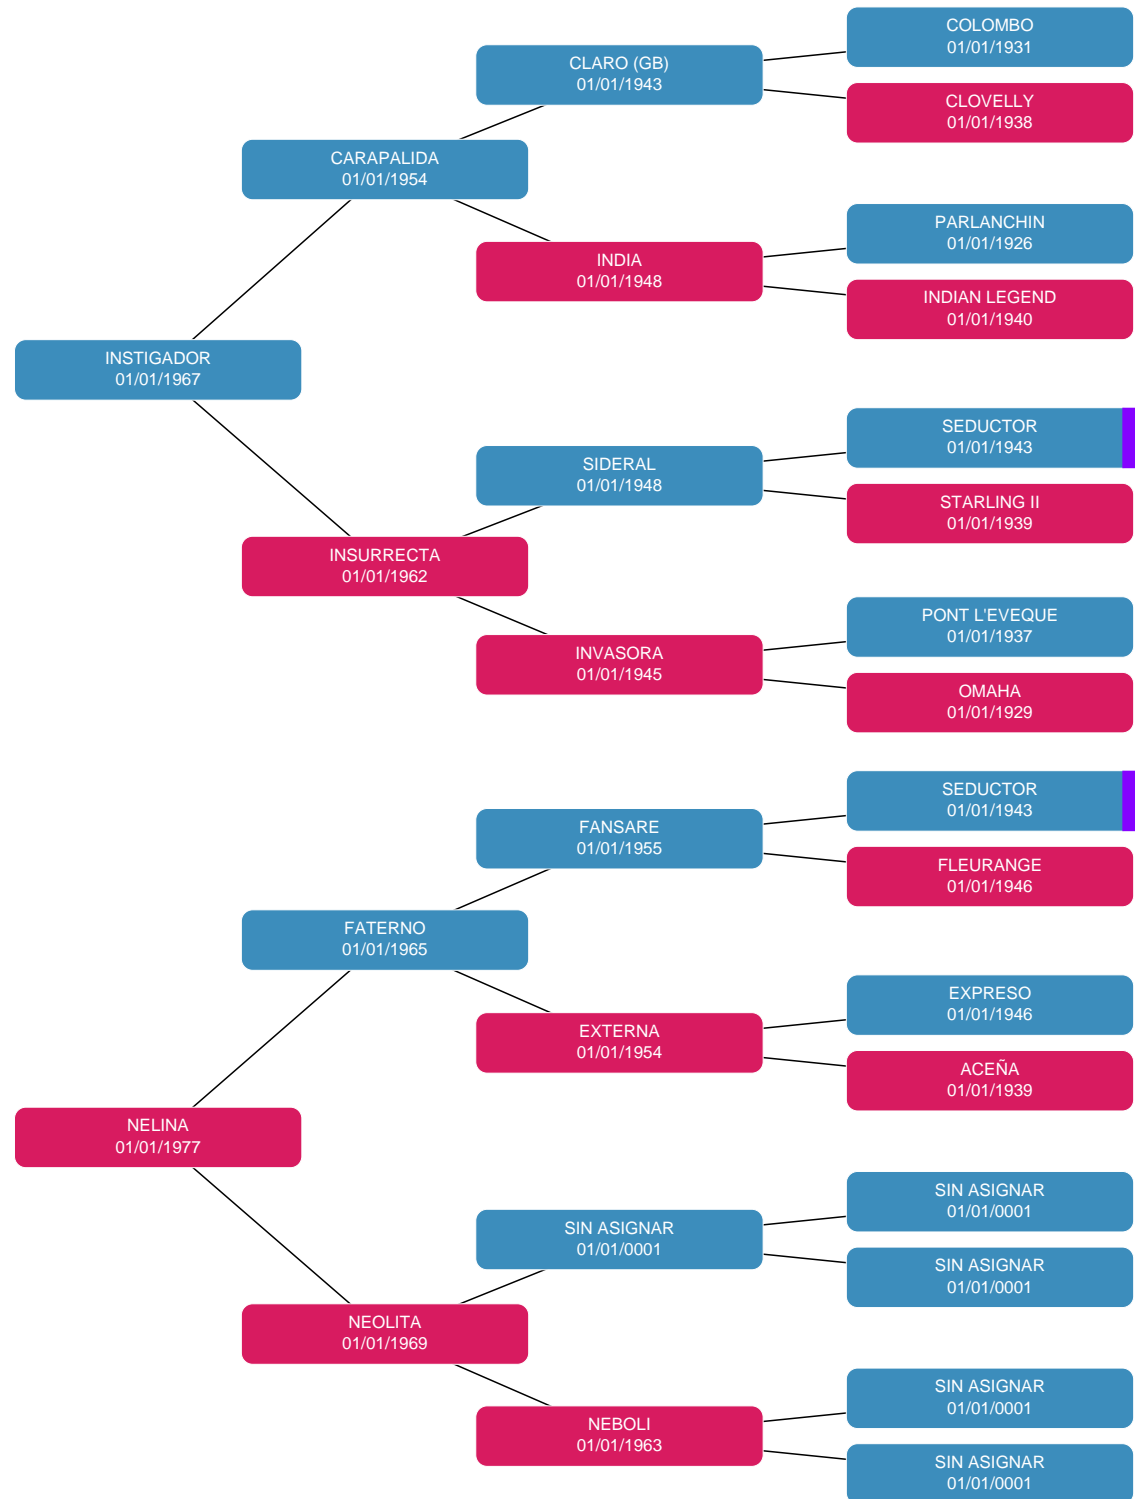 COLOMBO
01/01/1931
CLARO (GB)
01/01/1943
CLOVELLY
01/01/1938
CARAPALIDA
01/01/1954
PARLANCHIN
01/01/1926
INDIA
01/01/1948
INDIAN LEGEND
01/01/1940
INSTIGADOR
01/01/1967
SEDUCTOR
01/01/1943
SIDERAL
01/01/1948
STARLING II
01/01/1939
INSURRECTA
01/01/1962
PONT L'EVEQUE
01/01/1937
INVASORA
01/01/1945
OMAHA
01/01/1929
SEDUCTOR
01/01/1943
FANSARE
01/01/1955
FLEURANGE
01/01/1946
FATERNO
01/01/1965
EXPRESO
01/01/1946
EXTERNA
01/01/1954
ACEÑA
01/01/1939
NELINA
01/01/1977
SIN ASIGNAR
01/01/0001
SIN ASIGNAR
01/01/0001
SIN ASIGNAR
01/01/0001
NEOLITA
01/01/1969
SIN ASIGNAR
01/01/0001
NEBOLI
01/01/1963
SIN ASIGNAR
01/01/0001